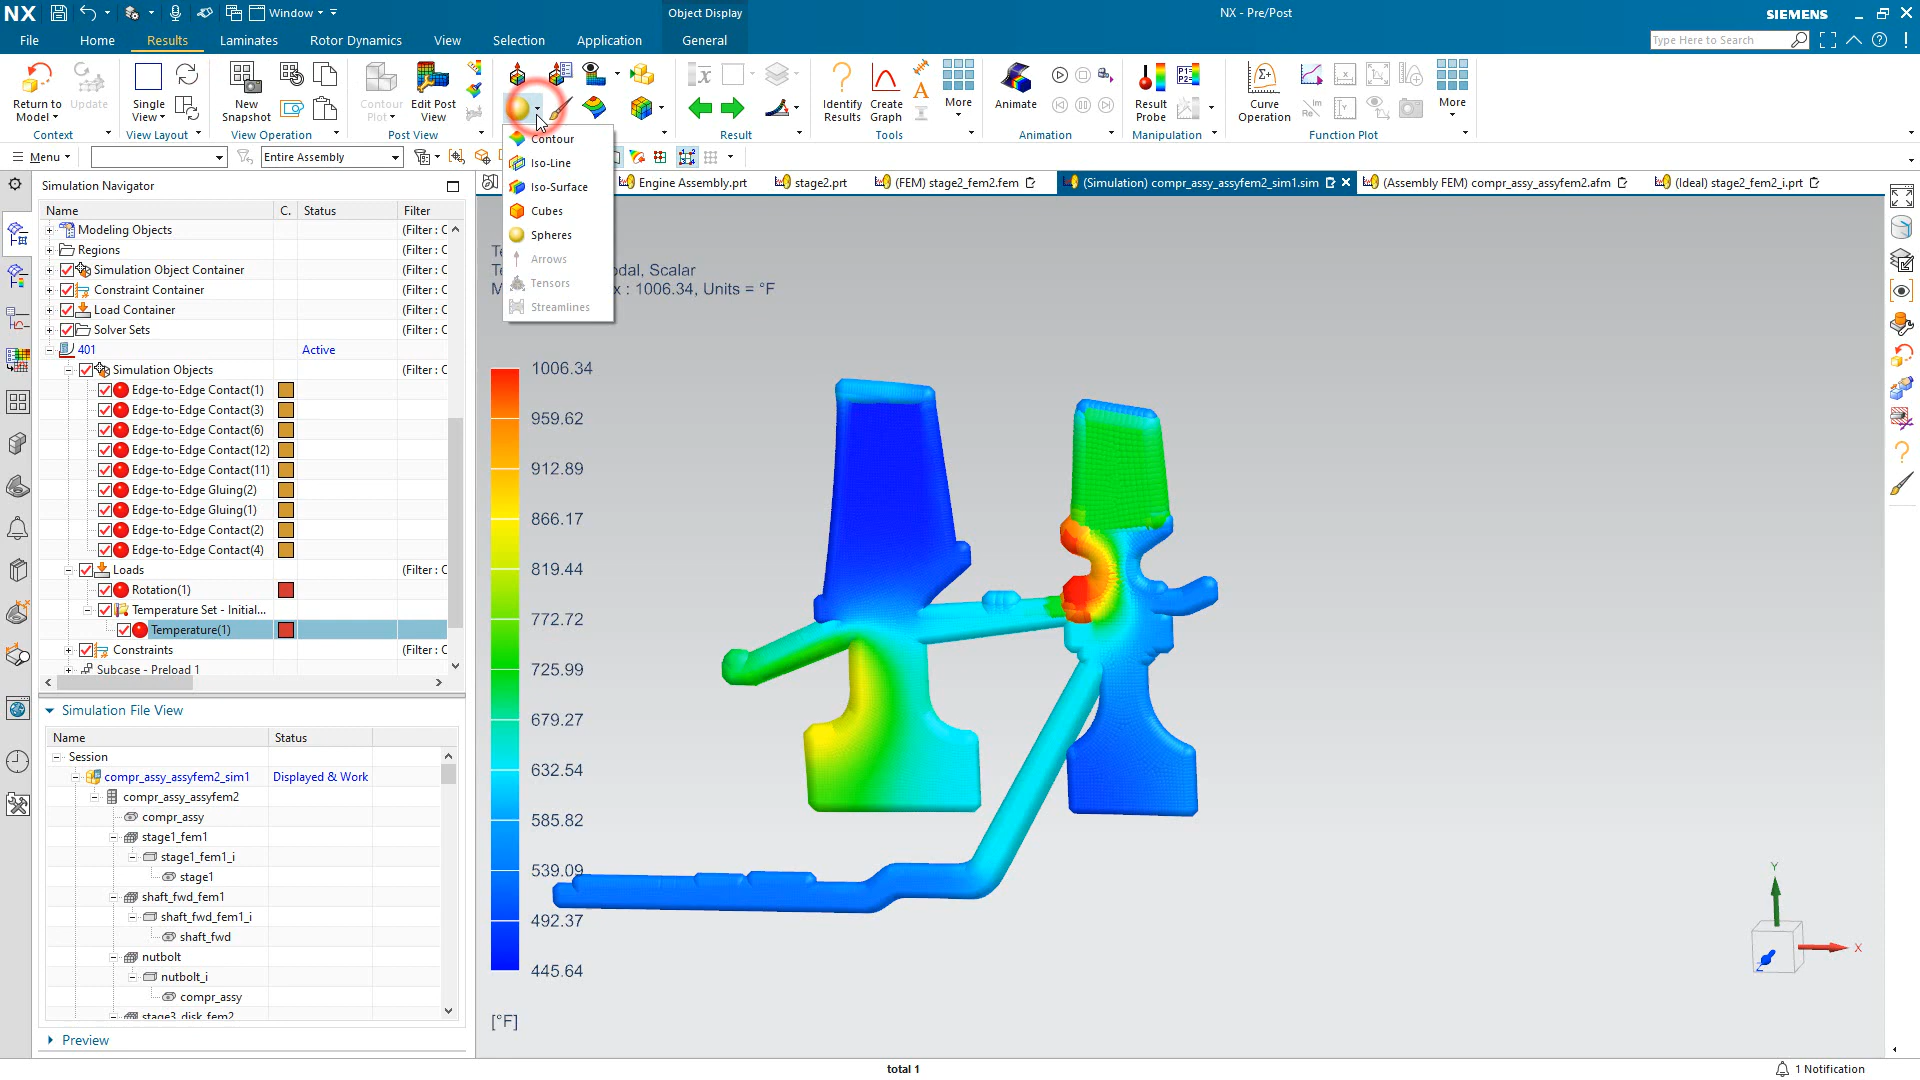 NX
Window
Object Display
NX - Pre/Post
SIEMENS
File
Home
Results
Laminates
Rotor Dynamics
View
Selection
Application
General
Type Here to Search
Return to Model
Update
Single View
New Snapshot
Contour Plot
Edit Post View
Identify Results
Create Graph
More
Animate
Result Probe
Curve Operation
More
Context
View Layout
View Operation
Post View
Result
Tools
Animation
Manipulation
Function Plot
Menu
Entire Assembly
Contour
Iso-Line
Iso-Surface
Cubes
Spheres
Arrows
Tensors
Streamlines
Engine Assembly.prt
stage2.prt
(FEM) stage2_fem2.fem
(Simulation) compr_assy_assyfem2_sim1.sim
(Assembly FEM) compr_assy_assyfem2.afm
(Ideal) stage2_fem2_i.prt
Simulation Navigator
Name C. Status Filter
Modeling Objects (Filter : C
Regions (Filter : C
Simulation Object Container (Filter : C
Constraint Container (Filter : C
Load Container (Filter : C
Solver Sets (Filter : C
401 Active
Simulation Objects (Filter : C
Edge-to-Edge Contact(1)
Edge-to-Edge Contact(3)
Edge-to-Edge Contact(6)
Edge-to-Edge Contact(12)
Edge-to-Edge Contact(11)
Edge-to-Edge Gluing(2)
Edge-to-Edge Gluing(1)
Edge-to-Edge Contact(2)
Edge-to-Edge Contact(4)
Loads (Filter : C
Rotation(1)
Temperature Set - Initial...
Temperature(1)
Constraints (Filter : C
Subcase - Preload 1
Simulation File View
Name Status
Session
compr_assy_assyfem2_sim1 Displayed & Work
compr_assy_assyfem2
compr_assy
stage1_fem1
stage1_fem1_i
stage1
shaft_fwd_fem1
shaft_fwd_fem1_i
shaft_fwd
nutbolt
nutbolt_i
compr_assy
stage3_disk_fem2
Preview
odal, Scalar
x : 1006.34, Units = °F
1006.34
959.62
912.89
866.17
819.44
772.72
725.99
679.27
632.54
585.82
539.09
492.37
445.64
[°F]
Y
X
Z
total 1
1 Notification